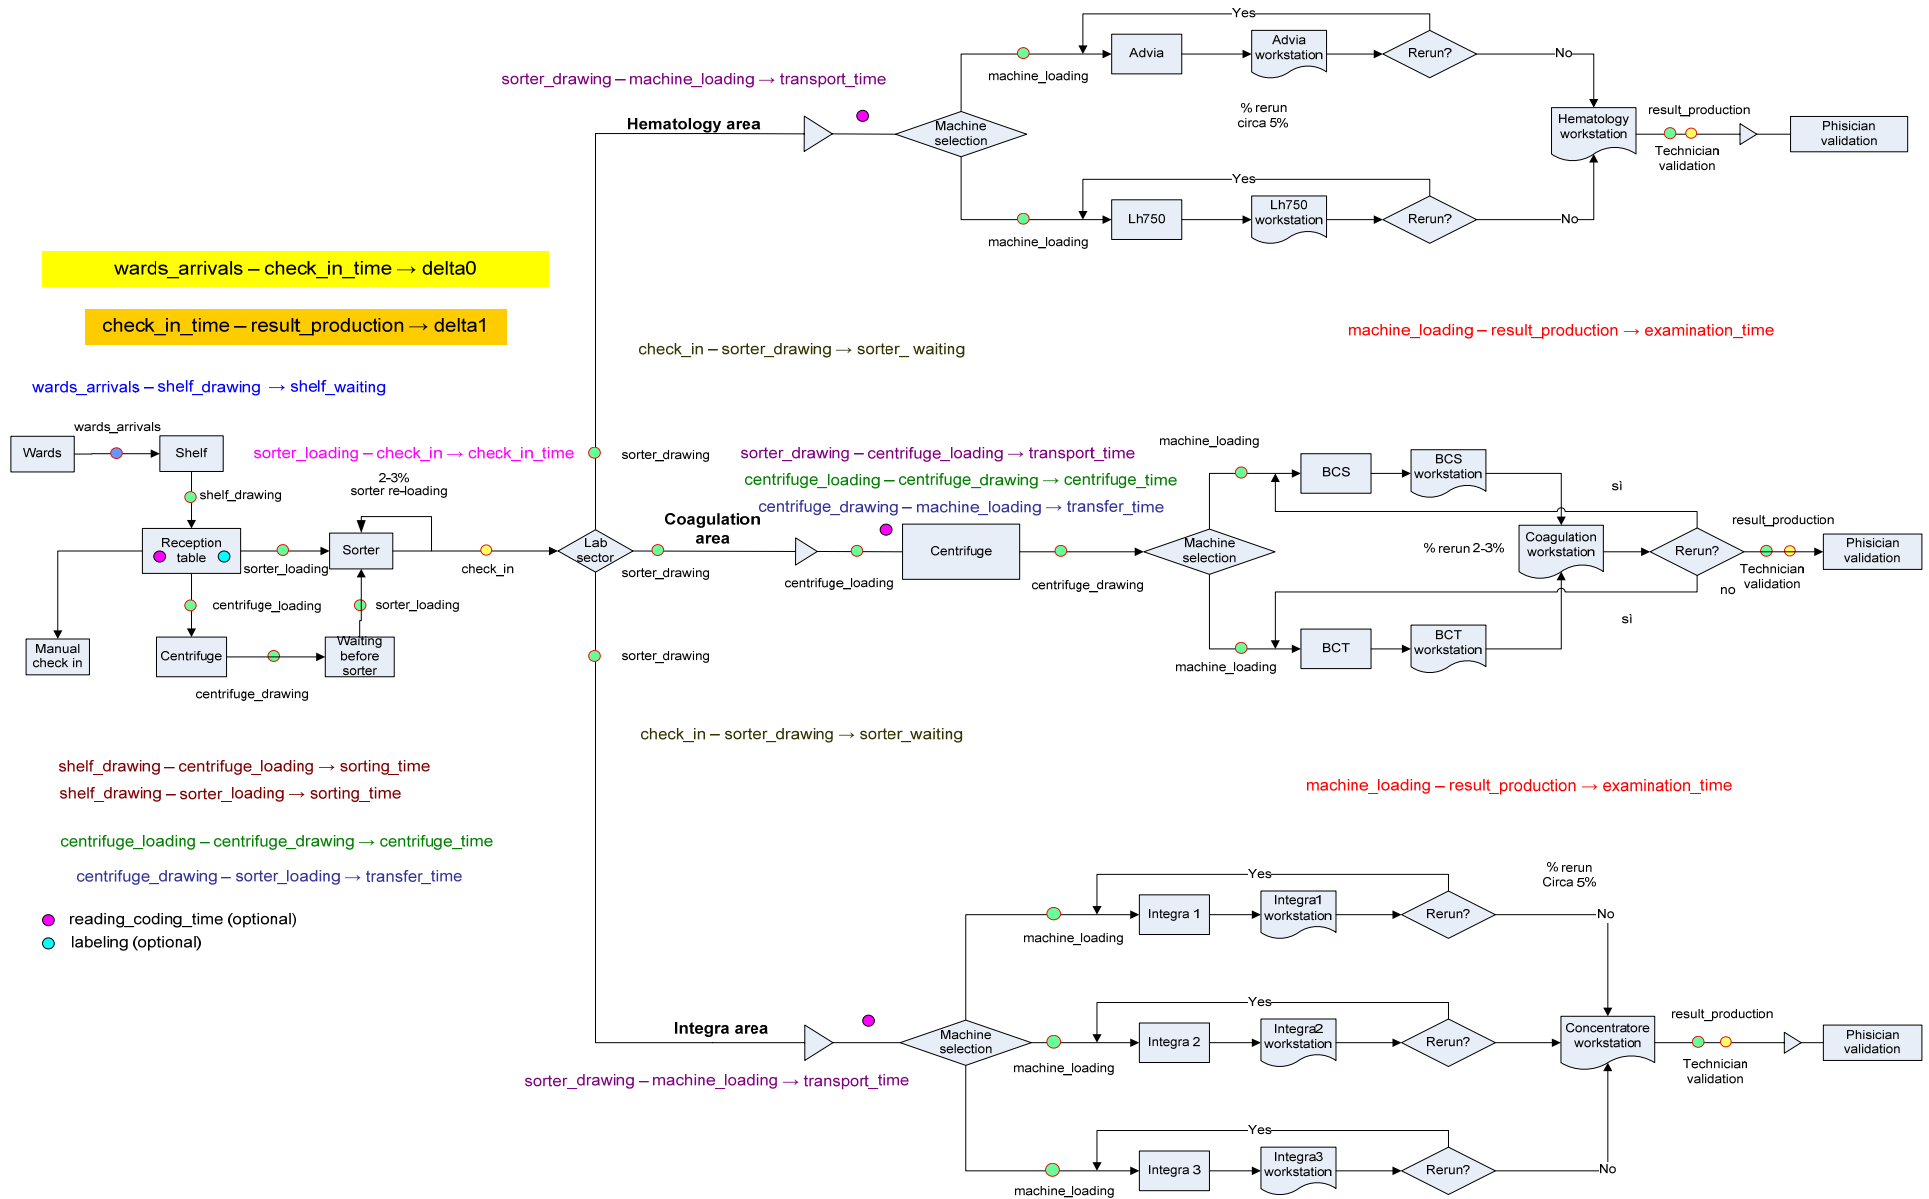 Yes
Advia
Advia
workstation
Rerun?
No
machine_loading
sorter_drawing – machine_loading → transport_time
% rerun
circa 5%
Hematology area
Machine
selection
Hematology
workstation
result_production
Technician
validation
Phisician
validation
Yes
Lh750
Lh750
workstation
Rerun?
No
machine_loading
wards_arrivals – check_in_time → delta0
check_in_time – result_production → delta1
machine_loading – result_production → examination_time
check_in – sorter_drawing → sorter_ waiting
wards_arrivals – shelf_drawing → shelf_waiting
wards_arrivals
Wards
Shelf
shelf_drawing
sorter_loading – check_in → check_in_time
2-3%
sorter re-loading
sorter_drawing
sorter_drawing – centrifuge_loading → transport_time
centrifuge_loading – centrifuge_drawing → centrifuge_time
centrifuge_drawing – machine_loading → transfer_time
machine_loading
BCS
BCS
workstation
sì
Reception
table
sorter_loading
Sorter
check_in
Lab
sector
Coagulation
area
sorter_drawing
centrifuge_loading
Centrifuge
centrifuge_drawing
Machine
selection
% rerun 2-3%
Coagulation
workstation
Rerun?
result_production
Technician
validation
no
Phisician
validation
centrifuge_loading
sorter_loading
Manual
check in
Centrifuge
Waiting
before
sorter
centrifuge_drawing
sorter_drawing
machine_loading
BCT
BCT
workstation
sì
check_in – sorter_drawing → sorter_waiting
shelf_drawing – centrifuge_loading → sorting_time
shelf_drawing – sorter_loading → sorting_time
machine_loading – result_production → examination_time
centrifuge_loading – centrifuge_drawing → centrifuge_time
centrifuge_drawing – sorter_loading → transfer_time
reading_coding_time (optional)
labeling (optional)
% rerun
Circa 5%
Yes
Integra 1
Integra1
workstation
Rerun?
No
machine_loading
Integra area
Machine
selection
Yes
Integra 2
Integra2
workstation
Rerun?
machine_loading
Concentratore
workstation
result_production
Technician
validation
Phisician
validation
sorter_drawing – machine_loading → transport_time
Yes
Integra 3
Integra3
workstation
Rerun?
No
machine_loading